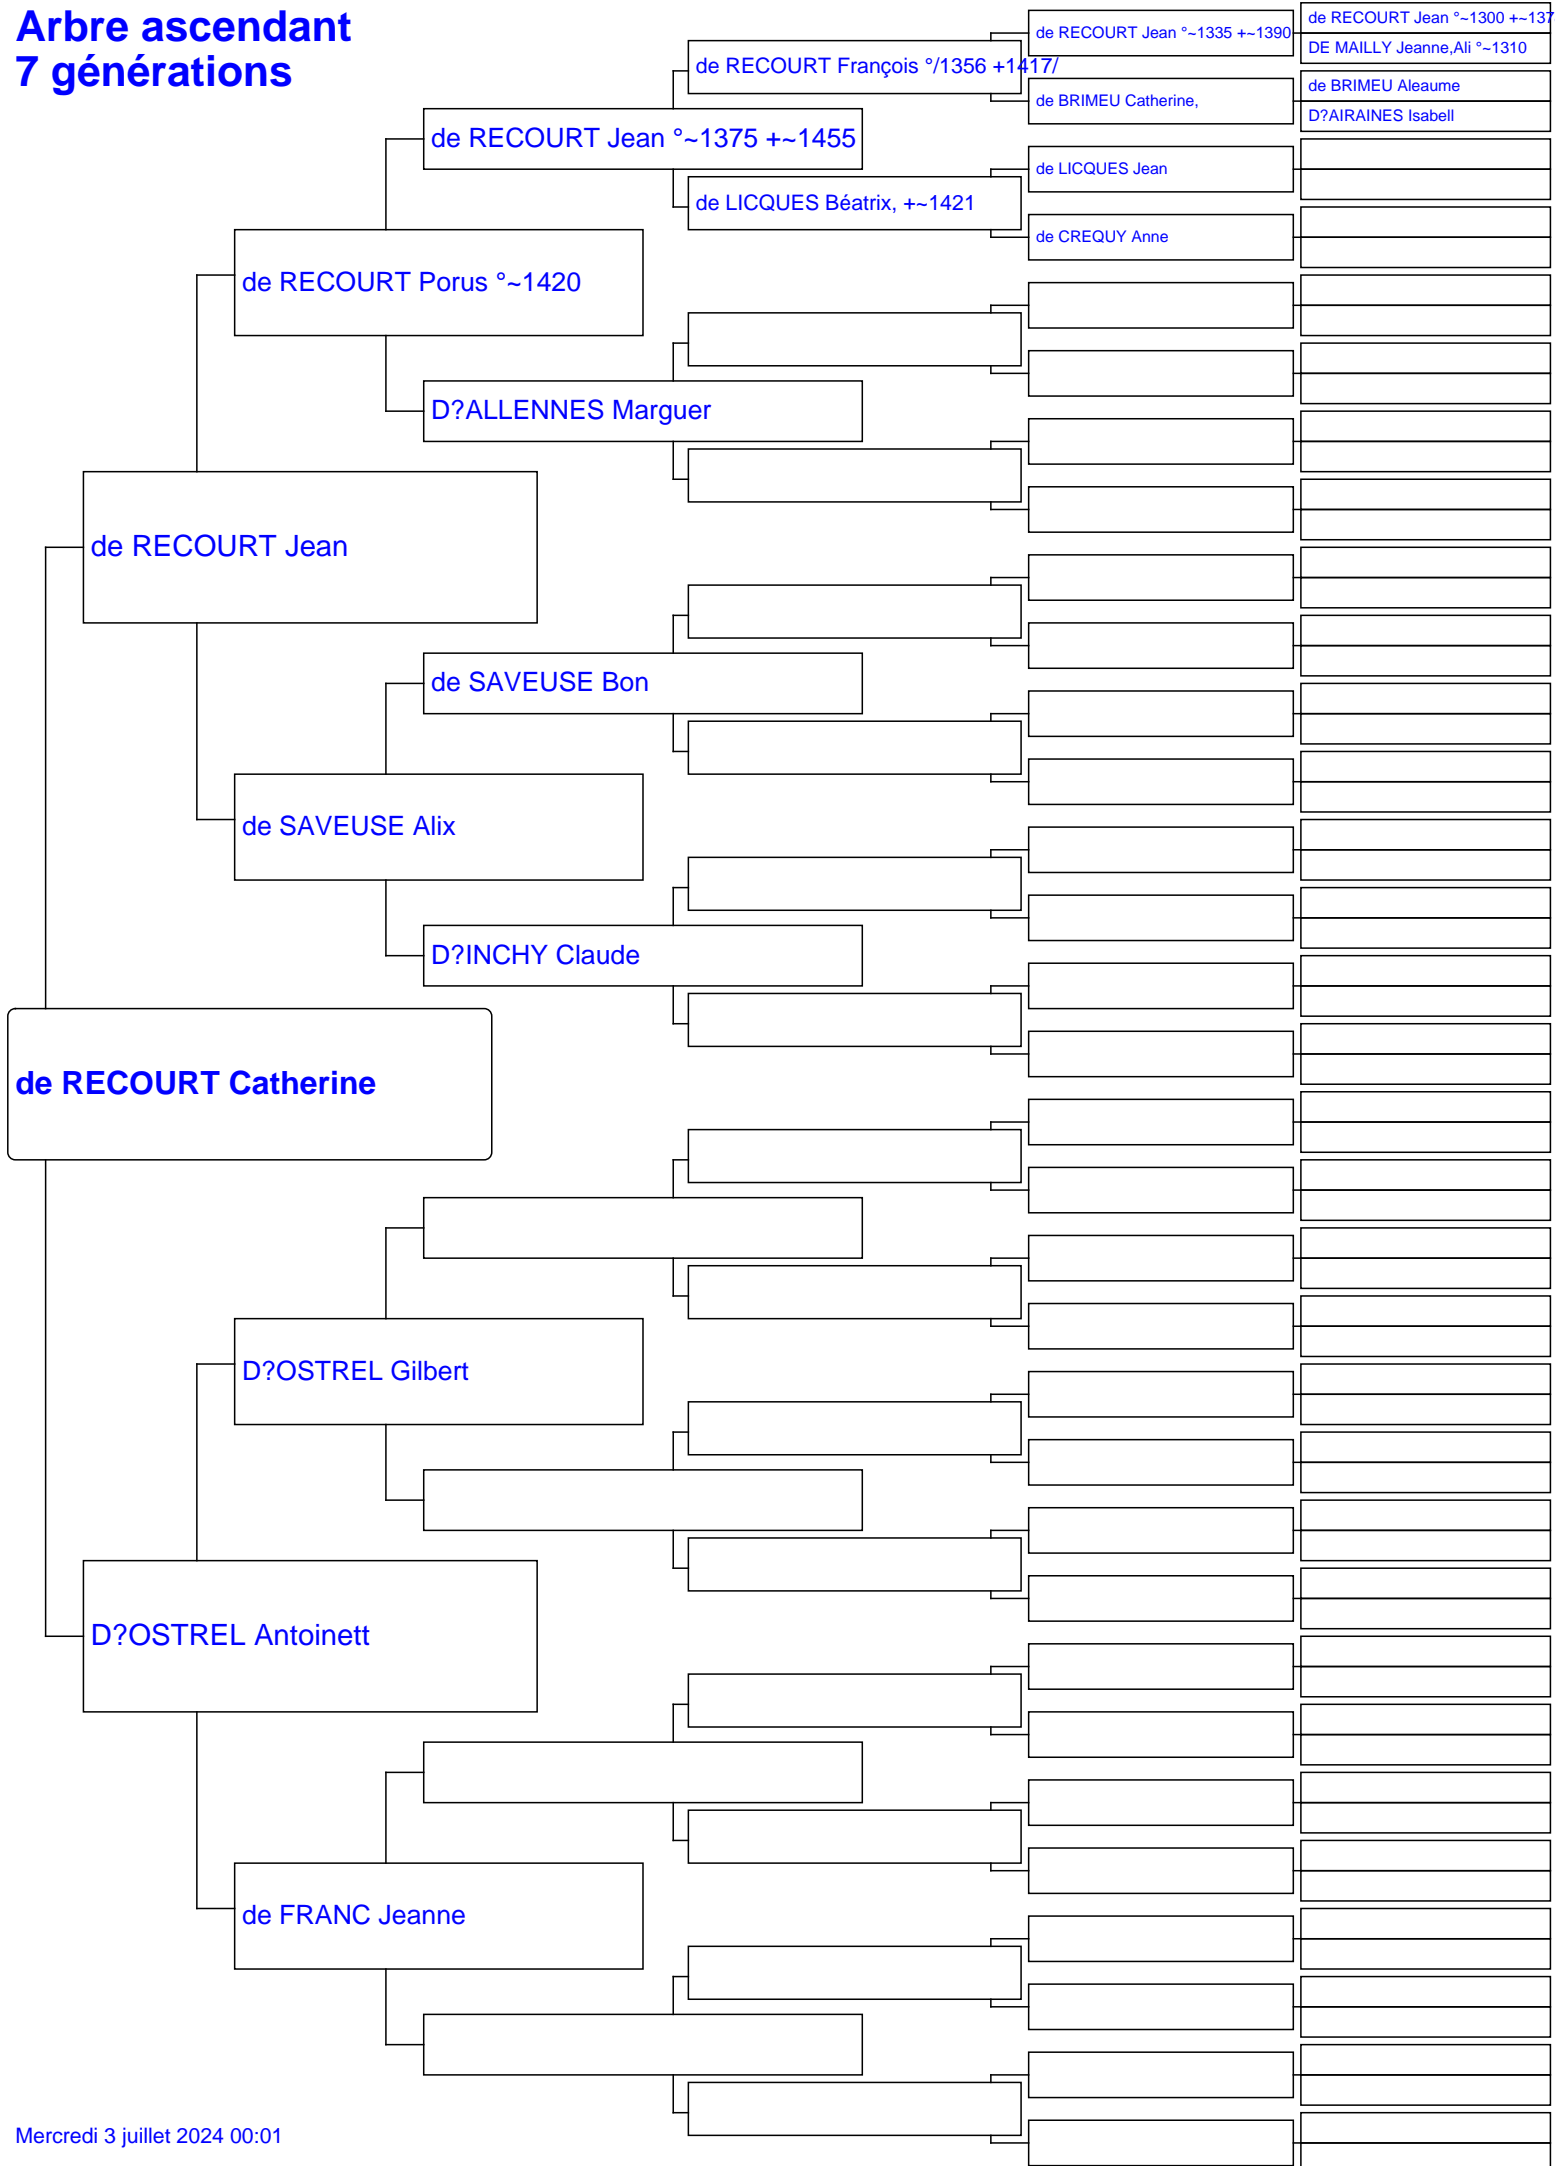 Arbre ascendant
7 générations
de RECOURT Jean °~1300 +~137
de RECOURT Jean °~1335 +~1390
DE MAILLY Jeanne,Ali °~1310
de RECOURT François °/1356 +1417/
de BRIMEU Aleaume
de BRIMEU Catherine,
D?AIRAINES Isabell
de RECOURT Jean °~1375 +~1455
de LICQUES Jean
de LICQUES Béatrix, +~1421
de CREQUY Anne
de RECOURT Porus °~1420
D?ALLENNES Marguer
de RECOURT Jean
de SAVEUSE Bon
de SAVEUSE Alix
D?INCHY Claude
de RECOURT Catherine
D?OSTREL Gilbert
D?OSTREL Antoinett
de FRANC Jeanne
Mercredi 3 juillet 2024 00:01